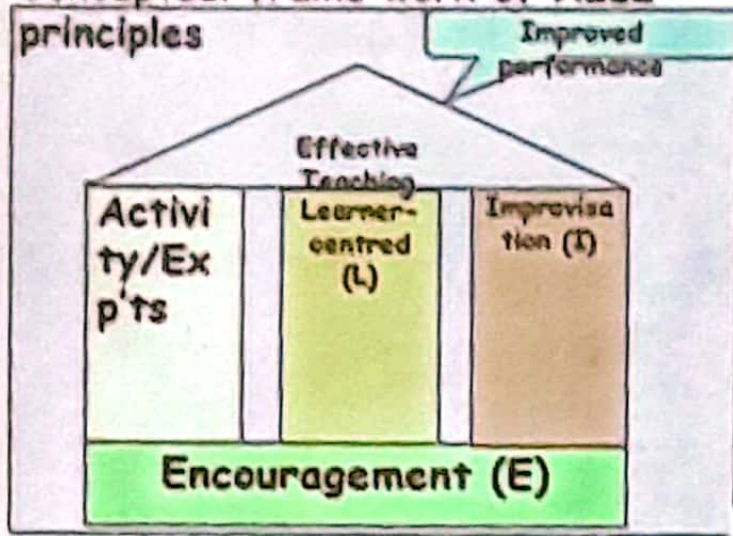 principles
Improved
performance
Effective
Teaching
Activi
ty/Ex
p'ts
Learner-
centred
(L)
Improvisa
tion (I)
Encouragement (E)